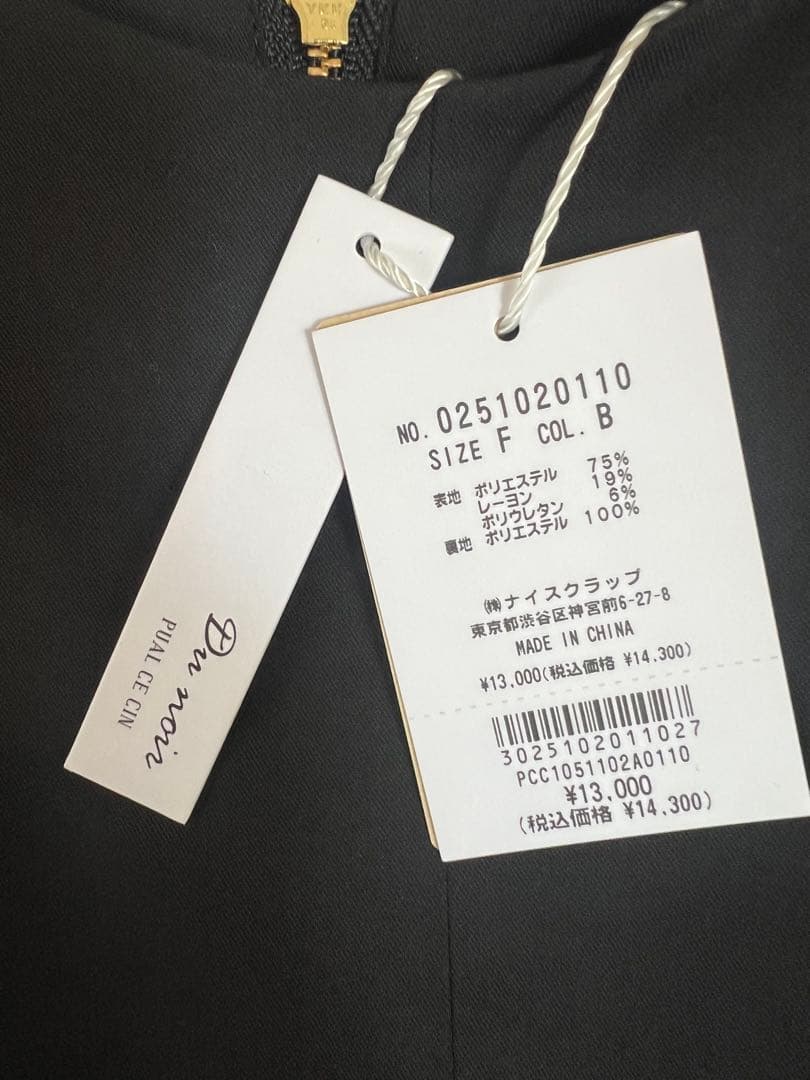 YKK
Du noir
PUAL CE CIN
NO. 0251020110
SIZE F COL. B
表地 ポリエステル 75%
レーヨン 19%
ポリウレタン 6%
裏地 ポリエステル 100%
㈱ナイスクラップ
東京都渋谷区神宮前6-27-8
MADE IN CHINA
¥13,000(税込価格 ¥14,300)
3025102011027
PCC1051102A0110
¥13,000
(税込価格 ¥14,300)